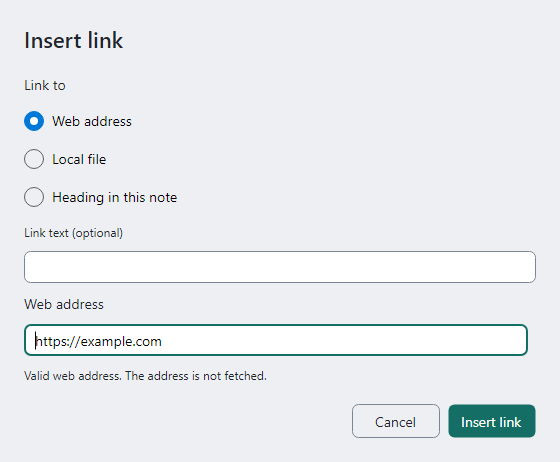 Insert link
Link to
Web address
Local file
Heading in this note
Link text (optional)
Web address
https://example.com
Valid web address. The address is not fetched.
Cancel
Insert link